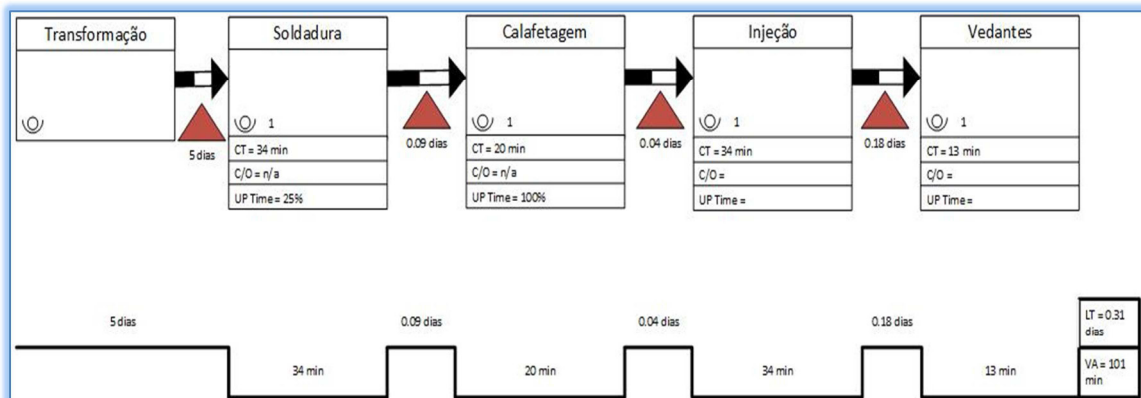 Transformação
Soldadura
Calafetagem
Injeção
Vedantes
1
1
1
1
5 dias
0.09 dias
0.04 dias
0.18 dias
CT = 34 min
C/O = n/a
UP Time = 25%
CT = 20 min
C/O = n/a
UP Time = 100%
CT = 34 min
C/O =
UP Time =
CT = 13 min
C/O =
UP Time =
5 dias
0.09 dias
0.04 dias
0.18 dias
LT = 0.31
dias
34 min
20 min
34 min
13 min
VA = 101
min